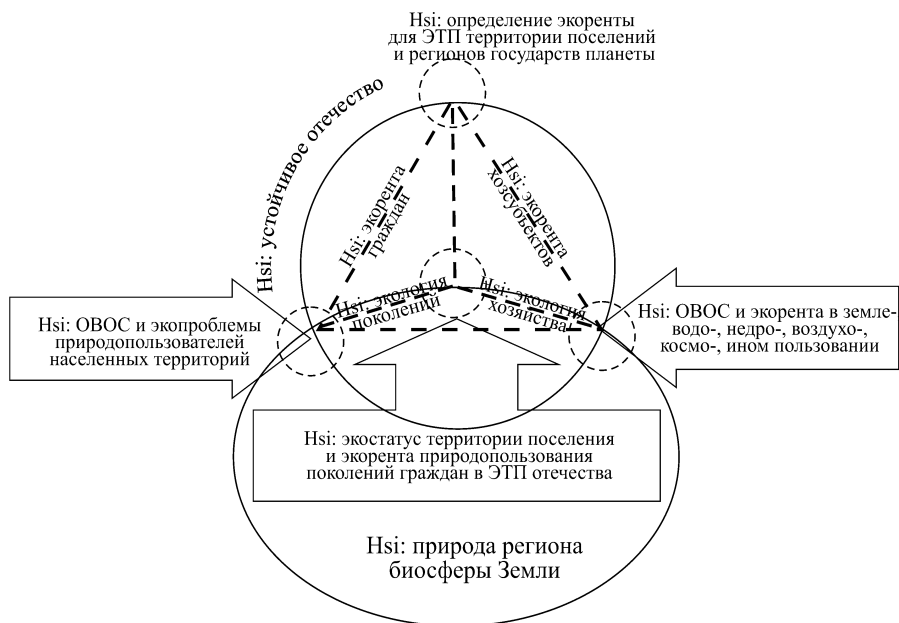 Hsi: определение экоренты
для ЭТП территории поселений
и регионов государств планеты
Hsi: устойчивое отечество
Hsi: экорента
граждан
Hsi: экорента
хозсубъектов
Hsi: экология
поколений
Hsi: экология
хозяйства
Hsi: ОВОС и экопроблемы
природопользователей
населенных территорий
Hsi: ОВОС и экорента в земле-
водо-, недро-, воздухо-,
космо-, ином пользовании
Hsi: экостатус территории поселения
и экорента природопользования
поколений граждан в ЭТП отечества
Hsi: природа региона
биосферы Земли